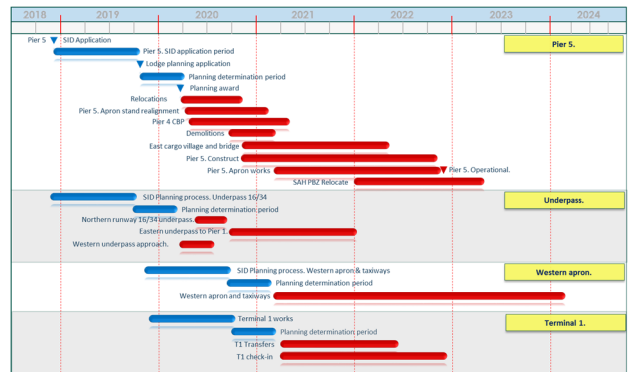 2018 2019 2020 2021 2022 2023 2024
Pier 5 SID Application
Pier 5.
Pier 5. SID application period
Lodge planning application
Planning determination period
Planning award
Relocations
Pier 5. Apron stand realignment
Pier 4 CBP
Demolitions
East cargo village and bridge
Pier 5. Construct
Pier 5. Apron works
Pier 5. Operational.
SAH PBZ Relocate
SID Planning process. Underpass 16/34
Underpass.
Planning determination period
Northern runway 16/34 underpass.
Eastern underpass to Pier 1.
Western underpass approach.
SID Planning process. Western apron & taxiways
Western apron.
Planning determination period
Western apron and taxiways
Terminal 1 works
Terminal 1.
Planning determination period
T1 Transfers
T1 check-in